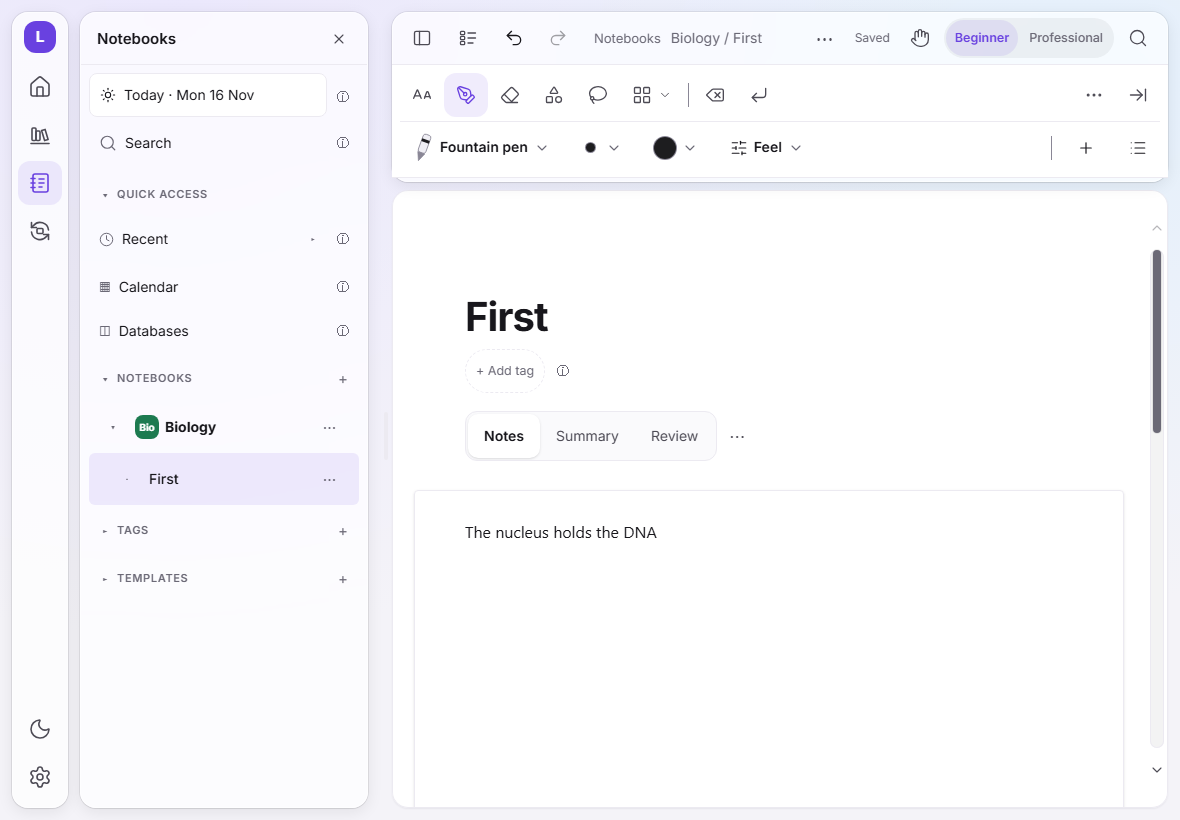 L
Notebooks
Today · Mon 16 Nov
Search
QUICK ACCESS
Recent
Calendar
Databases
NOTEBOOKS
Bio Biology
First
TAGS
TEMPLATES
Notebooks Biology / First
Saved
Beginner Professional
AA
Fountain pen
Feel
First
+ Add tag
Notes Summary Review
The nucleus holds the DNA